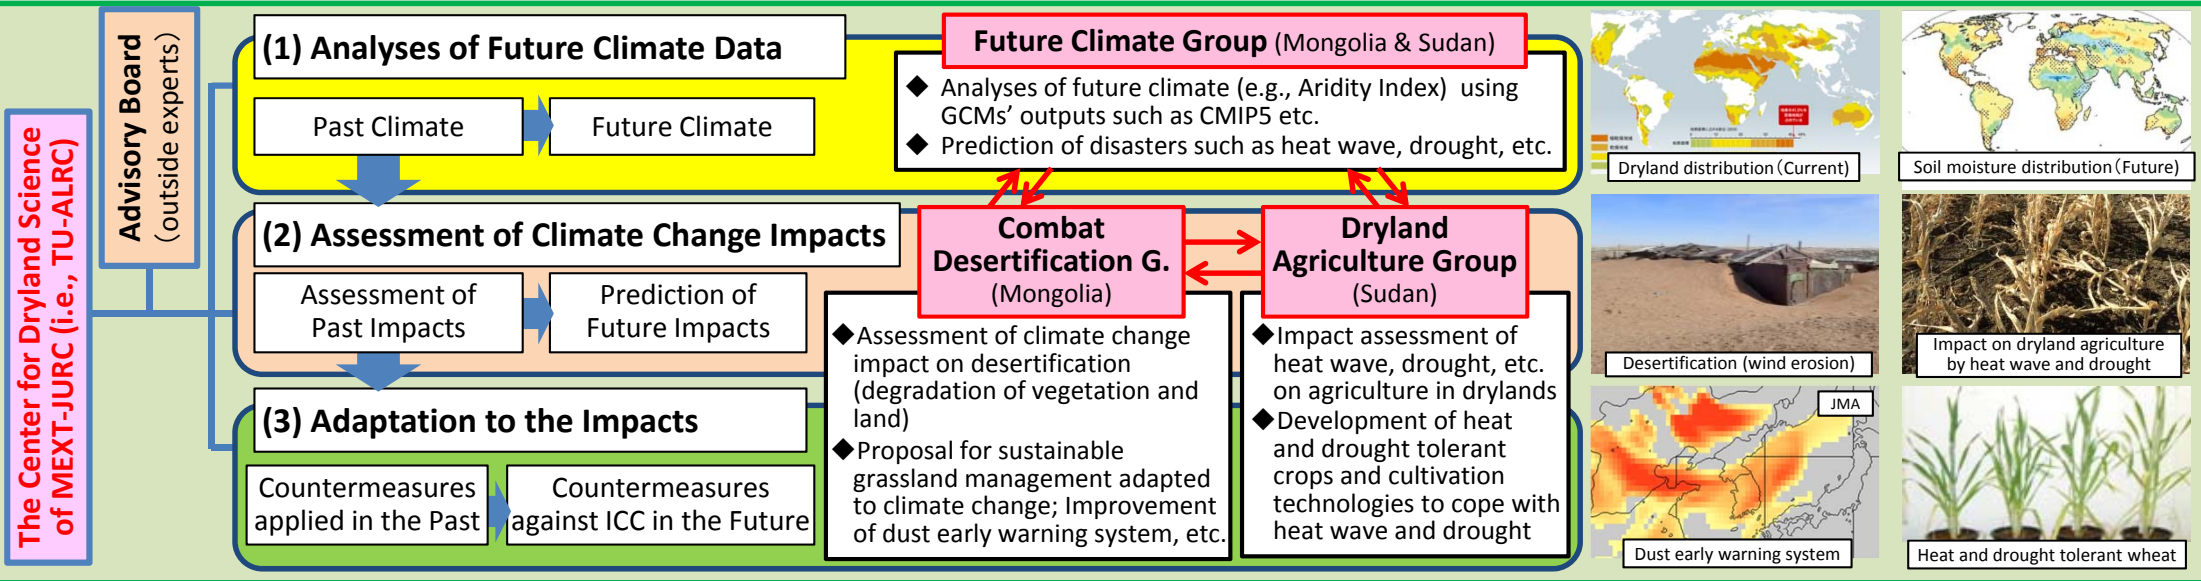 The Center for Dryland Science
of MEXT-JURC (i.e., TU-ALRC)
Advisory Board
(outside experts)
(1) Analyses of Future Climate Data
Past Climate
Future Climate
(2) Assessment of Climate Change Impacts
Assessment of
Past Impacts
Prediction of
Future Impacts
(3) Adaptation to the Impacts
Countermeasures
applied in the Past
Countermeasures
against ICC in the Future
Future Climate Group (Mongolia & Sudan)
◆ Analyses of future climate (e.g., Aridity Index) using
GCMs' outputs such as CMIP5 etc.
◆ Prediction of disasters such as heat wave, drought, etc.
Combat
Desertification G.
(Mongolia)
◆Assessment of climate change
impact on desertification
(degradation of vegetation and
land)
◆Proposal for sustainable
grassland management adapted
to climate change; Improvement
of dust early warning system, etc.
Dryland
Agriculture Group
(Sudan)
◆Impact assessment of
heat wave, drought, etc.
on agriculture in drylands
◆Development of heat
and drought tolerant
crops and cultivation
technologies to cope with
heat wave and drought
Dryland distribution(Current)
Soil moisture distribution(Future)
Desertification (wind erosion)
Impact on dryland agriculture
by heat wave and drought
JMA
Dust early warning system
Heat and drought tolerant wheat